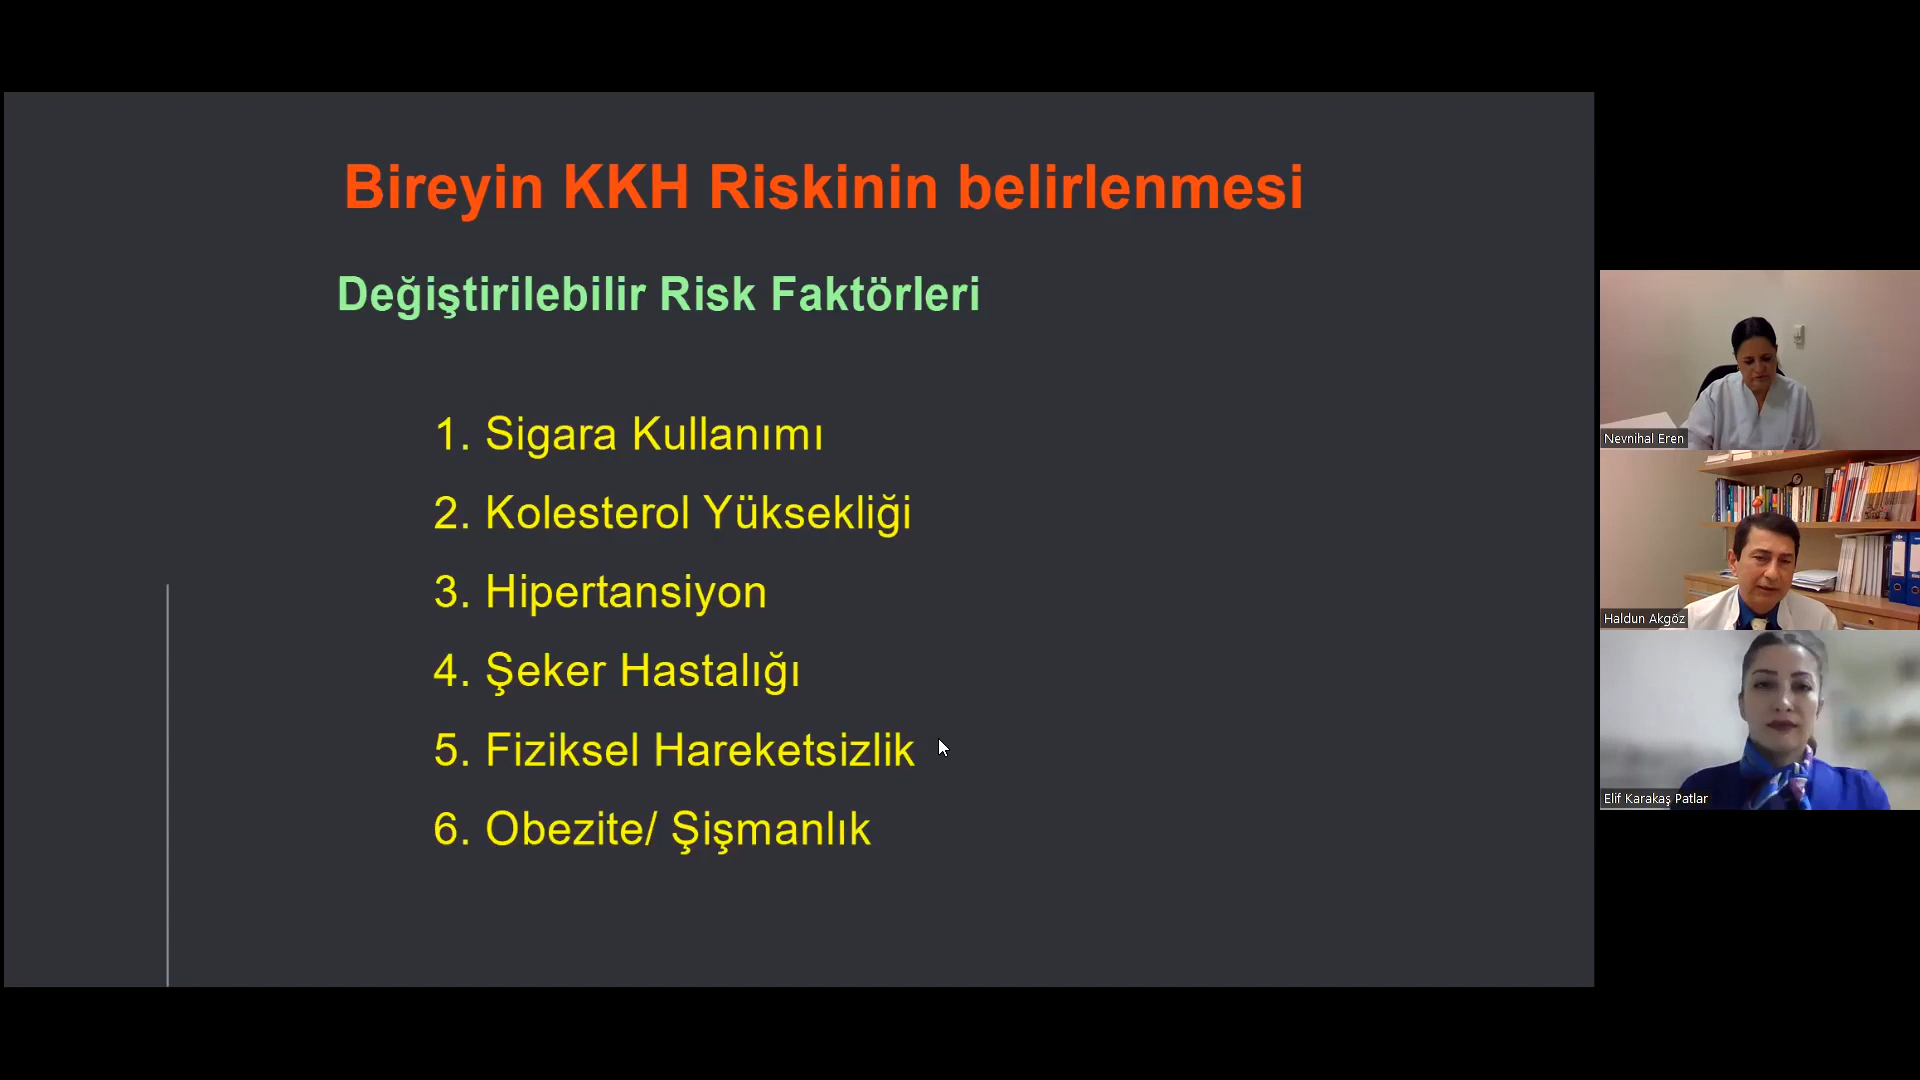 Bireyin KKH Riskinin belirlenmesi
Değiştirilebilir Risk Faktörleri
1. Sigara Kullanımı
2. Kolesterol Yüksekliği
3. Hipertansiyon
4. Şeker Hastalığı
5. Fiziksel Hareketsizlik
6. Obezite/ Şişmanlık
Nevnihal Eren
Haldun Akgöz
Elif Karakaş Patlar